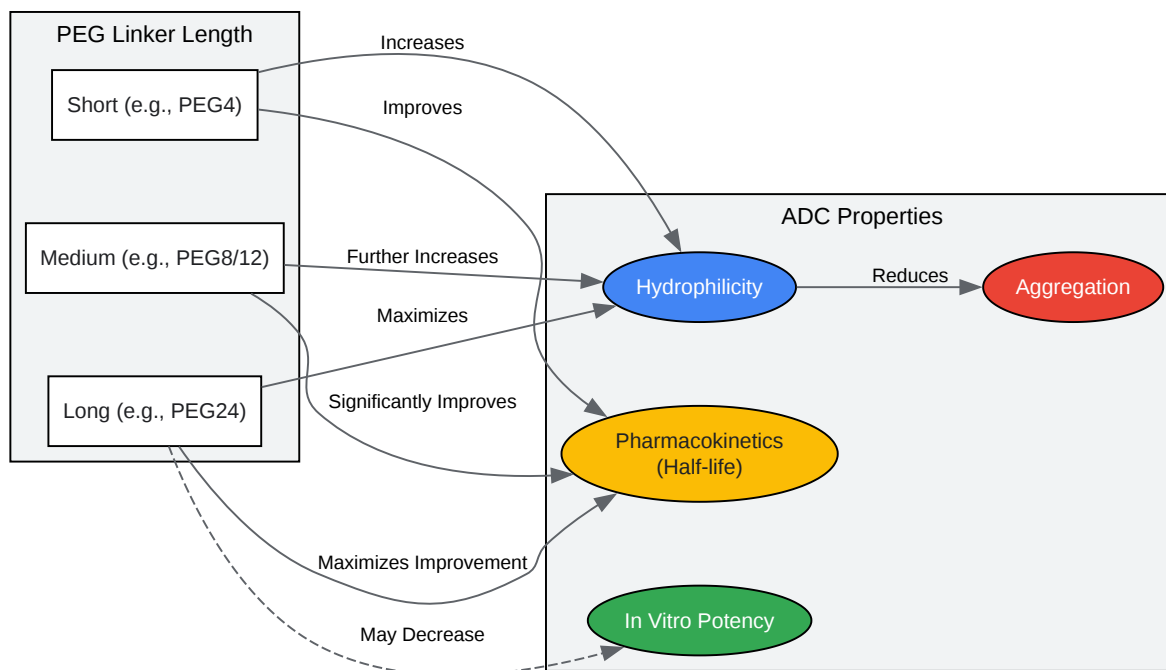 PEG Linker Length
Short (e.g., PEG4)
Medium (e.g., PEG8/12)
Long (e.g., PEG24)
Increases
Improves
Further Increases
Maximizes
Significantly Improves
Maximizes Improvement
May Decrease
ADC Properties
Hydrophilicity
Reduces
Aggregation
Pharmacokinetics
(Half-life)
In Vitro Potency